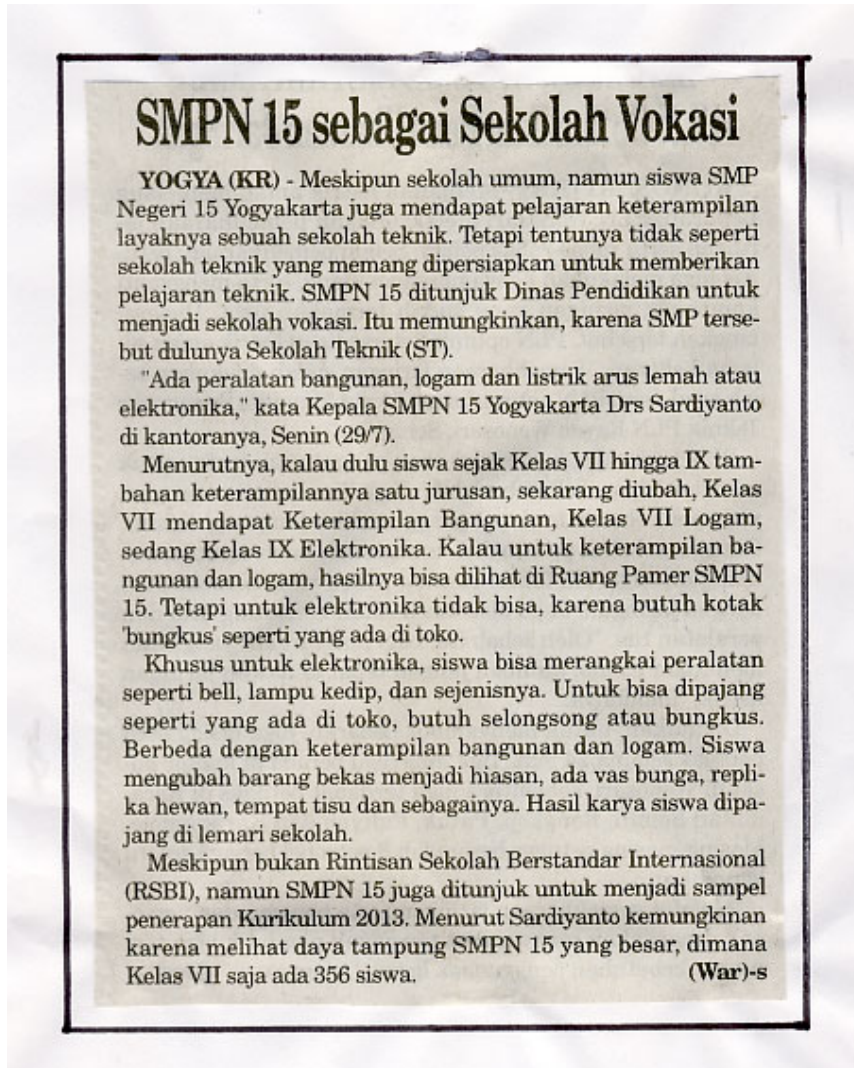 SMPN 15 sebagai Sekolah Vokasi
YOGYA (KR) - Meskipun sekolah umum, namun siswa SMP
Negeri 15 Yogyakarta juga mendapat pelajaran keterampilan
layaknya sebuah sekolah teknik. Tetapi tentunya tidak seperti
sekolah teknik yang memang dipersiapkan untuk memberikan
pelajaran teknik. SMPN 15 ditunjuk Dinas Pendidikan untuk
menjadi sekolah vokasi. Itu memungkinkan, karena SMP terse-
but dulunya Sekolah Teknik (ST).
"Ada peralatan bangunan, logam dan listrik arus lemah atau
elektronika," kata Kepala SMPN 15 Yogyakarta Drs Sardiyanto
di kantoranya, Senin (29/7).
Menurutnya, kalau dulu siswa sejak Kelas VII hingga IX tam-
bahan keterampilannya satu jurusan, sekarang diubah, Kelas
VII mendapat Keterampilan Bangunan, Kelas VII Logam,
sedang Kelas IX Elektronika. Kalau untuk keterampilan ba-
ngunan dan logam, hasilnya bisa dilihat di Ruang Pamer SMPN
15. Tetapi untuk elektronika tidak bisa, karena butuh kotak
'bungkus' seperti yang ada di toko.
Khusus untuk elektronika, siswa bisa merangkai peralatan
seperti bell, lampu kedip, dan sejenisnya. Untuk bisa dipajang
seperti yang ada di toko, butuh selongsong atau bungkus.
Berbeda dengan keterampilan bangunan dan logam. Siswa
mengubah barang bekas menjadi hiasan, ada vas bunga, repli-
ka hewan, tempat tisu dan sebagainya. Hasil karya siswa dipa-
jang di lemari sekolah.
Meskipun bukan Rintisan Sekolah Berstandar Internasional
(RSBI), namun SMPN 15 juga ditunjuk untuk menjadi sampel
penerapan Kurikulum 2013. Menurut Sardiyanto kemungkinan
karena melihat daya tampung SMPN 15 yang besar, dimana
Kelas VII saja ada 356 siswa. (War)-s